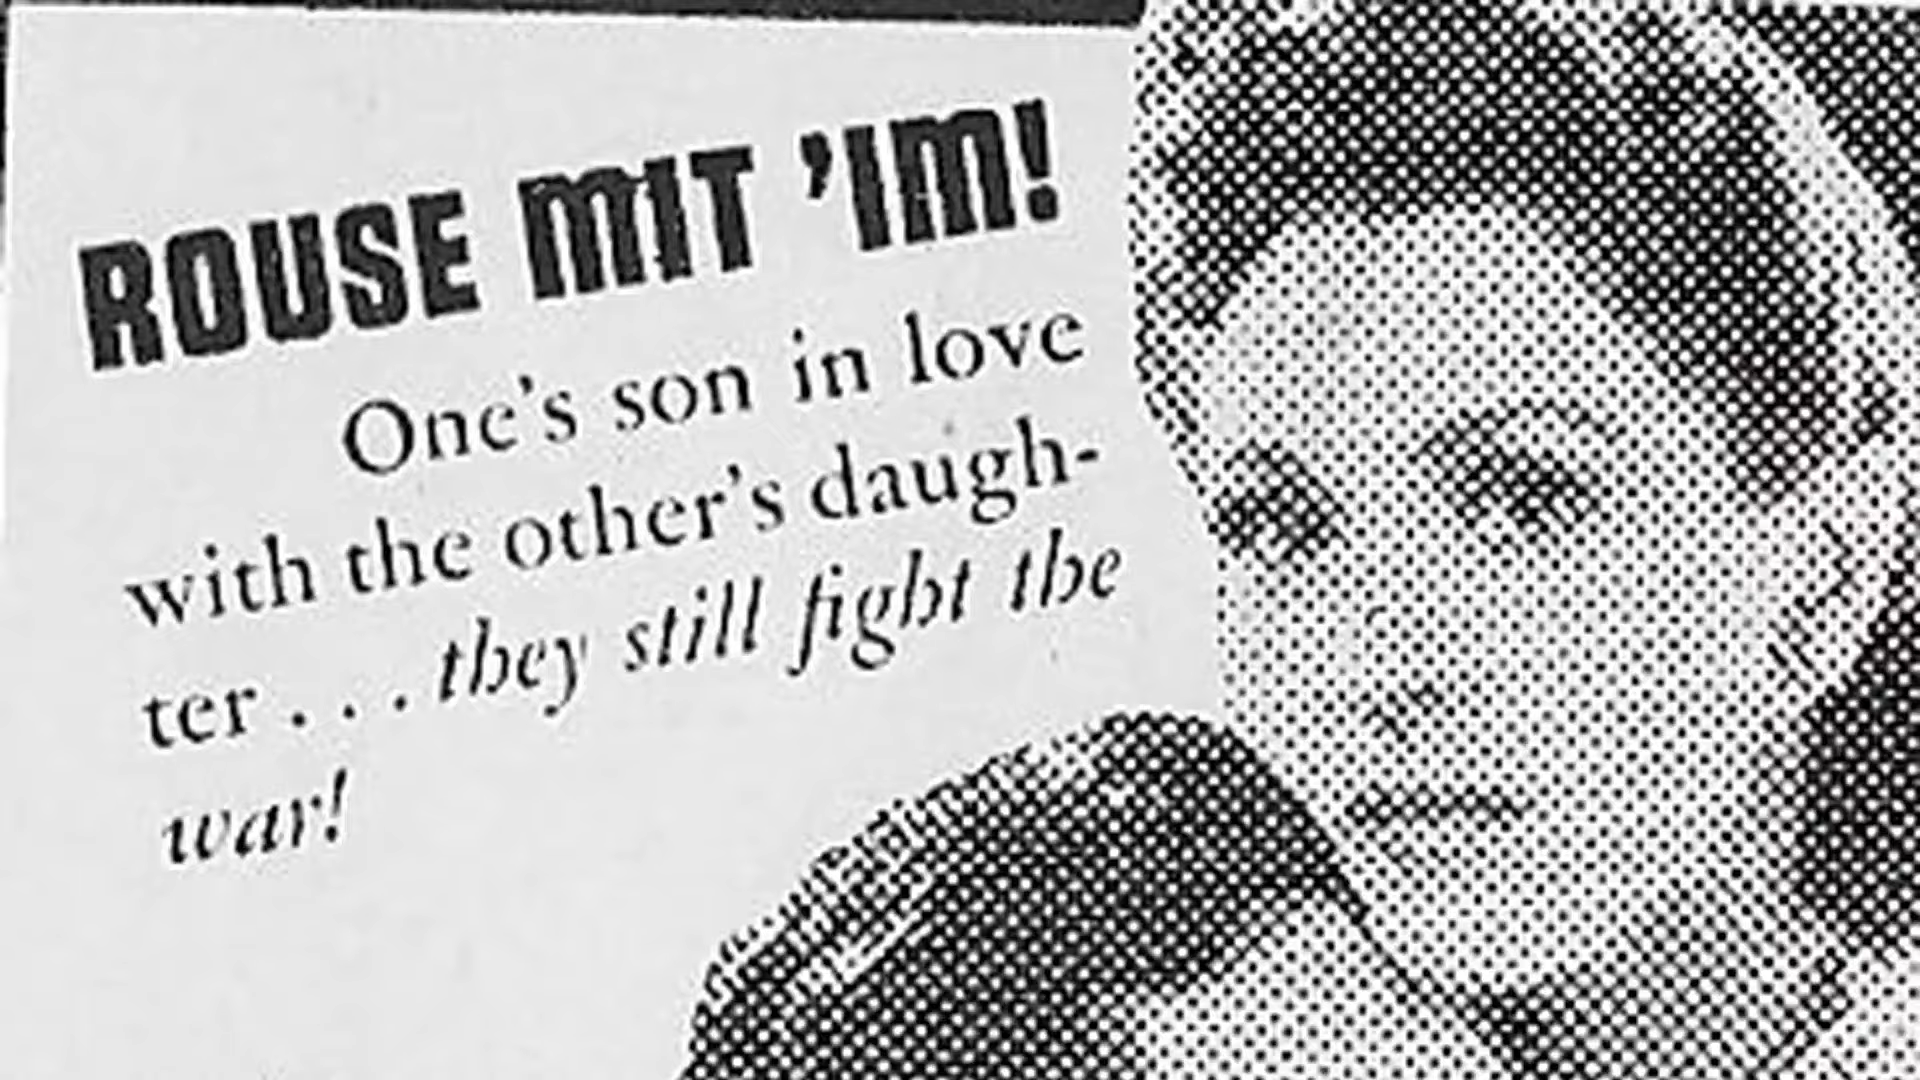 ROUSE MIT 'IM!
One's son in love
with the other's daugh-
ter . . . they still fight the
war!